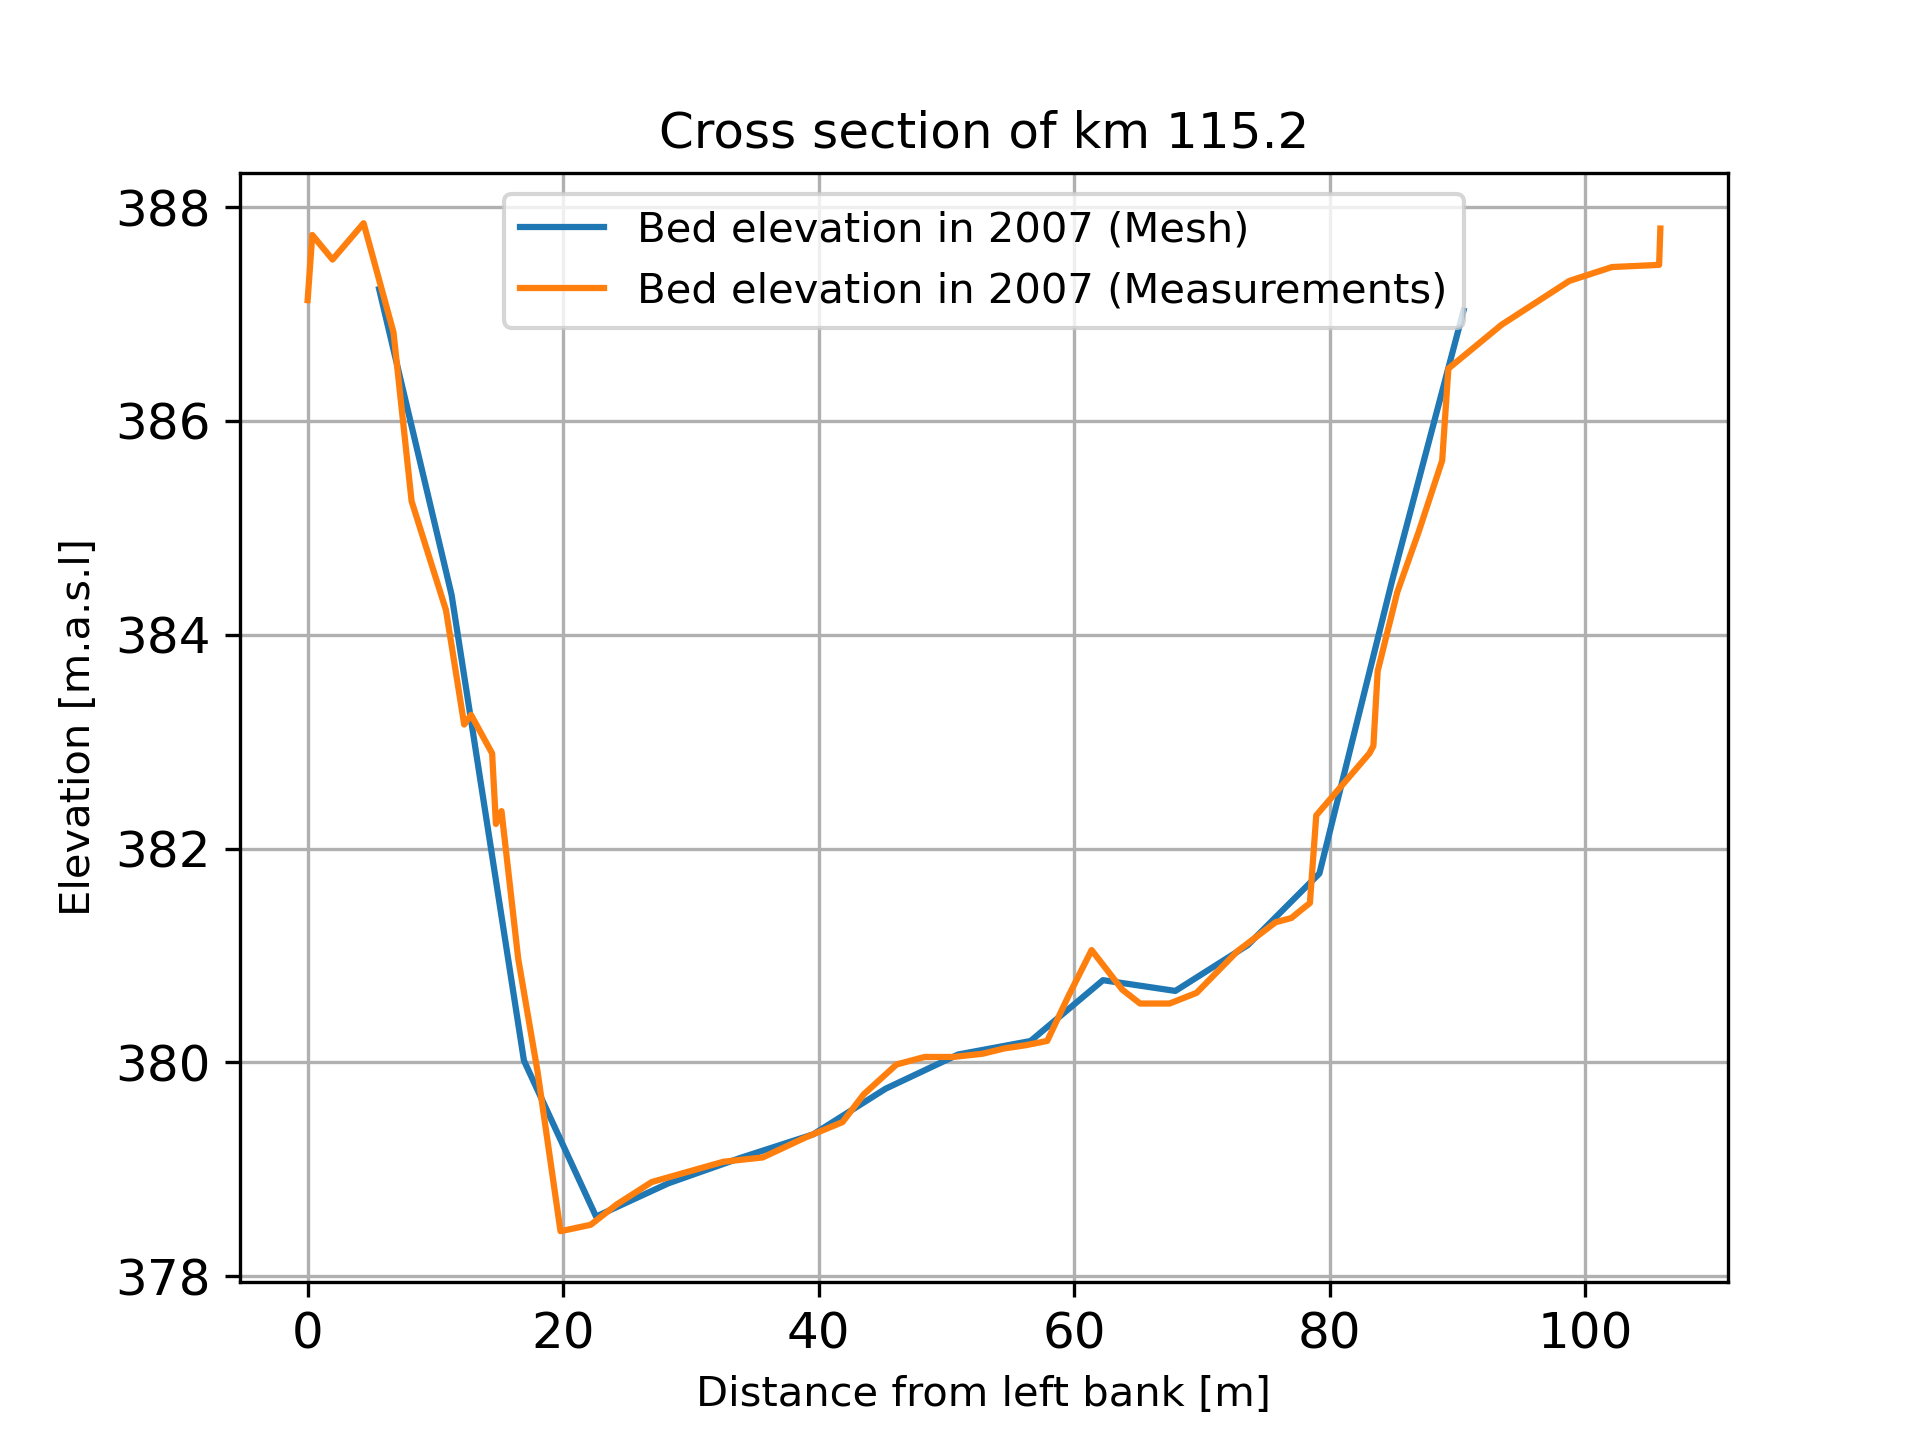 Cross section of km 115.2
Bed elevation in 2007 (Mesh)
Bed elevation in 2007 (Measurements)
Elevation [m.a.s.l]
388
386
384
382
380
378
0 20 40 60 80 100
Distance from left bank [m]